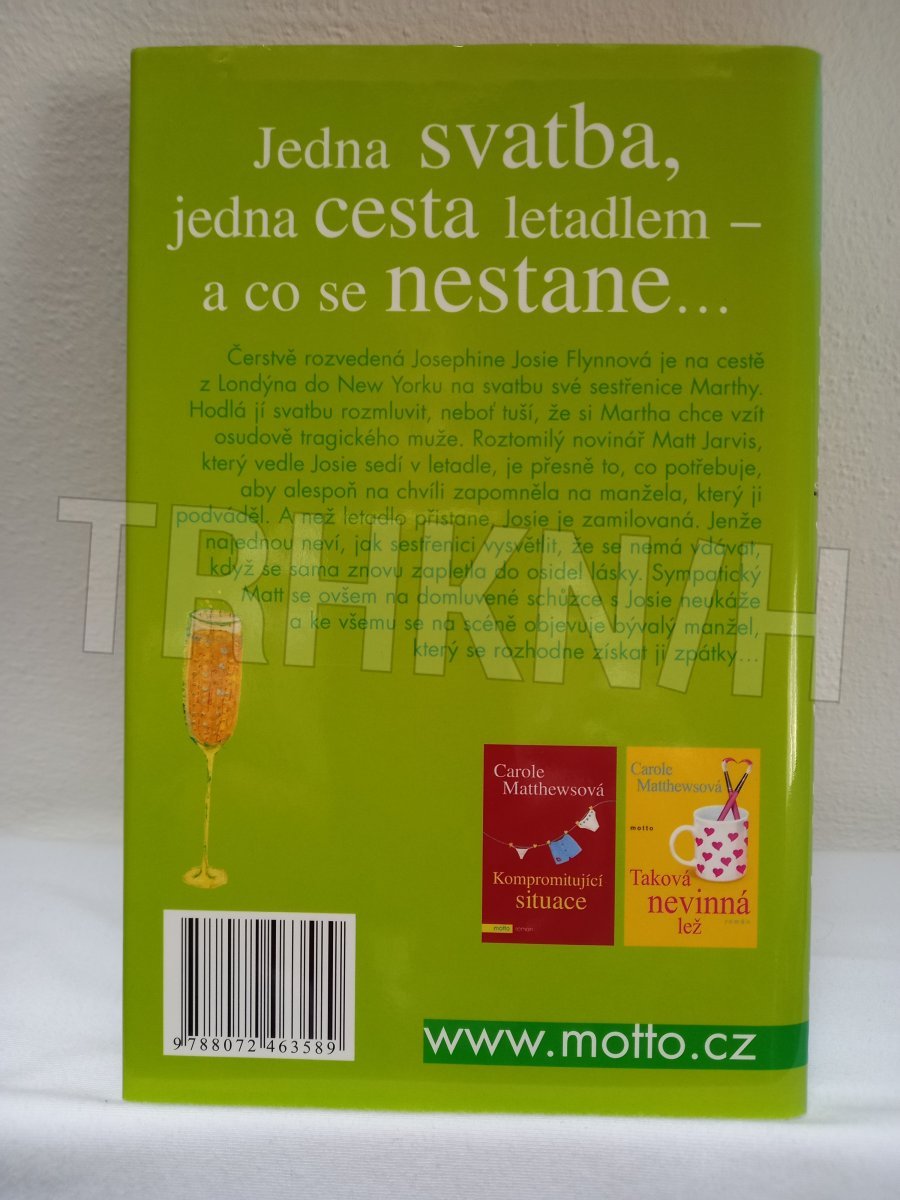 Jedna svatba,
jedna cesta letadlem –
a co se nestane...
Čerstvě rozvedená Josephine Josie Flynnová je na cestě
z Londýna do New Yorku na svatbu své sestřenice Marthy.
Hodlá jí svatbu rozmluvit, neboť tuší, že si Martha chce vzít
osudově tragického muže. Roztomilý novinář Matt Jarvis,
který vedle Josie sedí v letadle, je přesně to, co potřebuje,
aby alespoň na chvíli zapomněla na manžela, který ji
podváděl. A než letadlo přistane, Josie je zamilovaná. Jenže
najednou neví, jak sestřenici vysvětlit, že se nemá vdávat,
když se sama znovu zapletla do osidel lásky. Sympatický
Matt se ovšem na domluvené schůzce s Josie neukáže
a ke všemu se na scéně objevuje bývalý manžel,
který se rozhodne získat ji zpátky...
TRHKNIH
Carole
Matthewsová
Kompromitující
situace
motto román
Carole
Matthewsová
motto
Taková
nevinná
lež
román
9 788072 463589
www.motto.cz